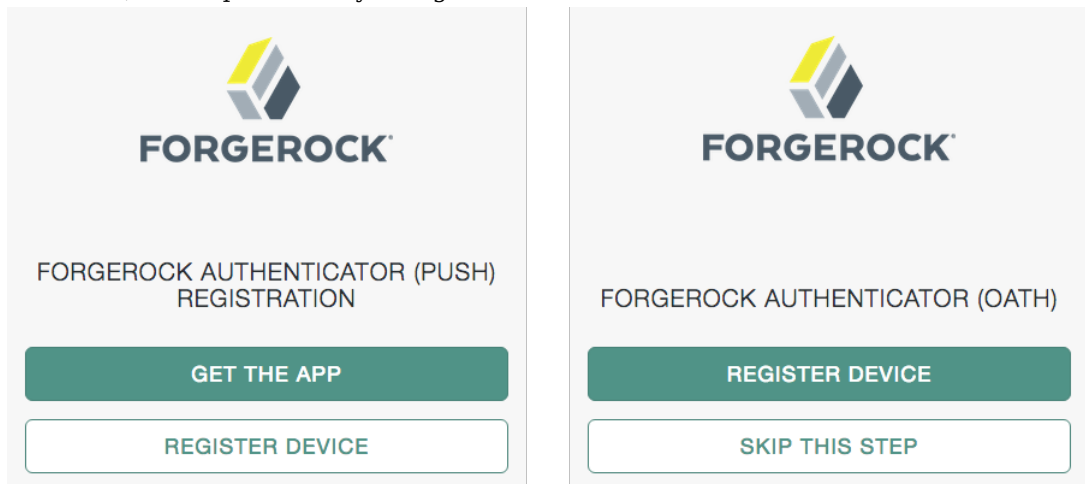 FORGEROCK
FORGEROCK AUTHENTICATOR (PUSH)
REGISTRATION
GET THE APP
REGISTER DEVICE
FORGEROCK
FORGEROCK AUTHENTICATOR (OATH)
REGISTER DEVICE
SKIP THIS STEP